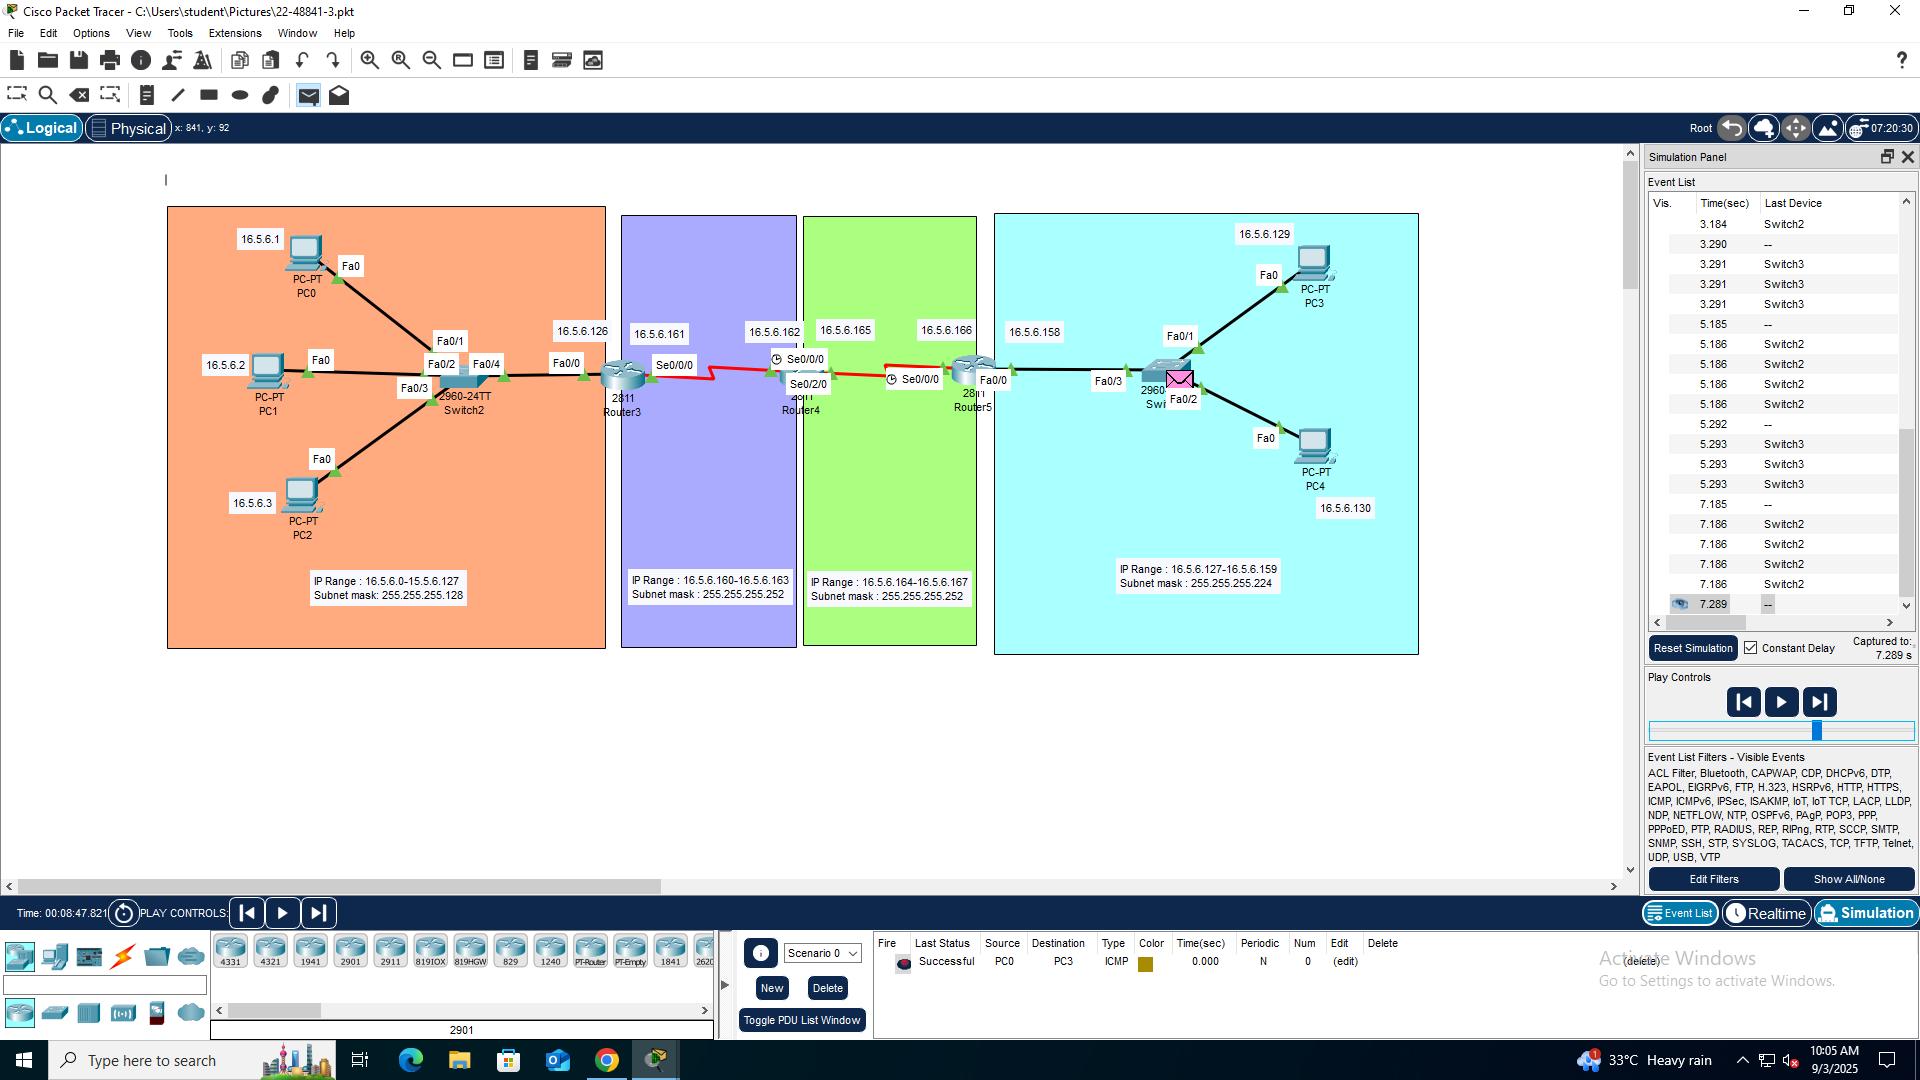 Cisco Packet Tracer - C:\Users\student\Pictures\22-48841-3.pkt
File Edit Options View Tools Extensions Window Help
Logical Physical x: 841, y: 92
Root 07:20:30
16.5.6.1
Fa0
PC-PT
PC0
16.5.6.2
Fa0
PC-PT
PC1
16.5.6.3
Fa0
PC-PT
PC2
Fa0/1
Fa0/2
Fa0/4
Fa0/3
2960-24TT
Switch2
Fa0/0
16.5.6.126
IP Range : 16.5.6.0-15.5.6.127
Subnet mask: 255.255.255.128
16.5.6.161
Se0/0/0
2811
Router3
16.5.6.162
Se0/0/0
Se0/2/0
2811
Router4
IP Range : 16.5.6.160-16.5.6.163
Subnet mask : 255.255.255.252
16.5.6.165
16.5.6.166
Se0/0/0
2811
Router5
IP Range : 16.5.6.164-16.5.6.167
Subnet mask : 255.255.255.252
16.5.6.158
Fa0/0
Fa0/3
Fa0/1
Fa0/2
2960
Swi
16.5.6.129
Fa0
PC-PT
PC3
Fa0
PC-PT
PC4
16.5.6.130
IP Range : 16.5.6.127-16.5.6.159
Subnet mask : 255.255.255.224
Simulation Panel
Event List
Vis. Time(sec) Last Device
3.184 Switch2
3.290 --
3.291 Switch3
3.291 Switch3
3.291 Switch3
5.185 --
5.186 Switch2
5.186 Switch2
5.186 Switch2
5.186 Switch2
5.292 --
5.293 Switch3
5.293 Switch3
5.293 Switch3
7.185 --
7.186 Switch2
7.186 Switch2
7.186 Switch2
7.186 Switch2
7.289 --
Reset Simulation Constant Delay Captured to:
7.289 s
Play Controls
Event List Filters - Visible Events
ACL Filter, Bluetooth, CAPWAP, CDP, DHCPv6, DTP,
EAPOL, EIGRPv6, FTP, H.323, HSRPv6, HTTP, HTTPS,
ICMP, ICMPv6, IPSec, ISAKMP, IoT, IoT TCP, LACP, LLDP,
NDP, NETFLOW, NTP, OSPFv6, PAgP, POP3, PPP,
PPPoED, PTP, RADIUS, REP, RIPng, RTP, SCCP, SMTP,
SNMP, SSH, STP, SYSLOG, TACACS, TCP, TFTP, Telnet,
UDP, USB, VTP
Edit Filters Show All/None
Time: 00:08:47.821 PLAY CONTROLS:
Event List Realtime Simulation
4331 4321 1941 2901 2911 819IOX 819HGW 829 1240 PT-Router PT-Empty 1841 2620
2901
Scenario 0
New Delete
Toggle PDU List Window
Fire Last Status Source Destination Type Color Time(sec) Periodic Num Edit Delete
Successful PC0 PC3 ICMP 0.000 N 0 (edit) (delete)
Activate Windows
Go to Settings to activate Windows.
Type here to search
1
33°C Heavy rain
10:05 AM
9/3/2025